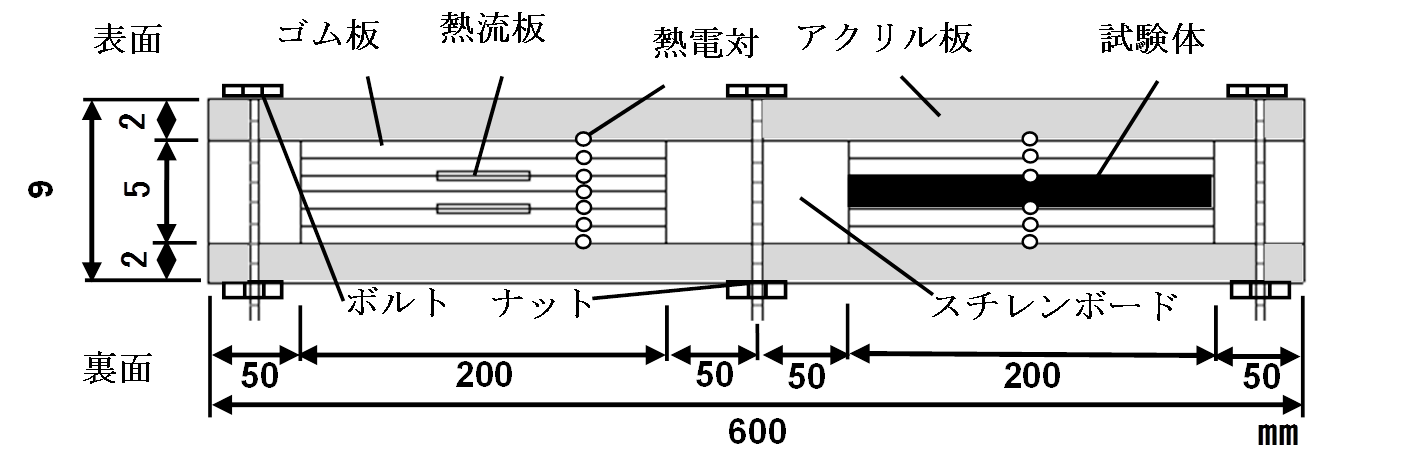 表面
ゴム板
熱流板
熱電対
アクリル板
試験体
2
5
2
9
ボルト
ナット
スチレンボード
裏面
50
200
50
50
200
50
600
mm